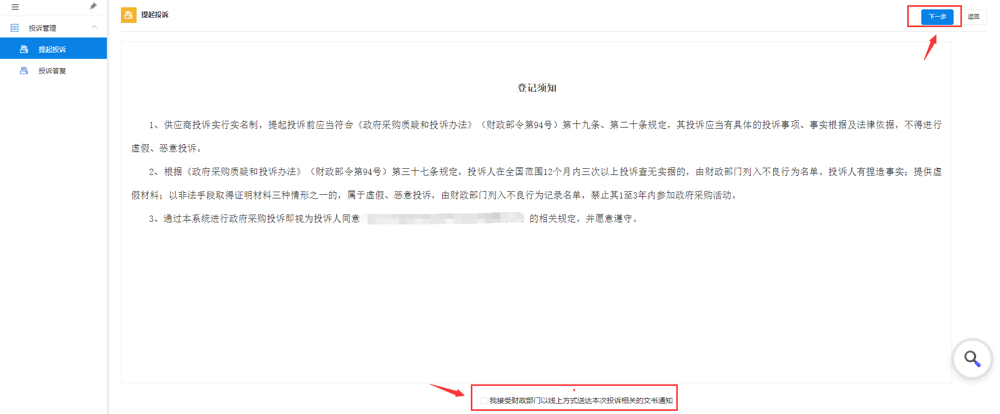 投诉管理
提起投诉
投诉答复
提起投诉
下一步
返回
登记须知
1、供应商投诉实行实名制，提起投诉前应当符合《政府采购质疑和投诉办法》（财政部令第94号）第十九条、第二十条规定，其投诉应当有具体的投诉事项、事实根据及法律依据，不得进行
虚假、恶意投诉。
2、根据《政府采购质疑和投诉办法》（财政部令第94号）第三十七条规定，投诉人在全国范围12个月内三次以上投诉查无实据的，由财政部门列入不良行为名单。投诉人有捏造事实；提供虚
假材料；以非法手段取得证明材料三种情形之一的，属于虚假、恶意投诉，由财政部门列入不良行为记录名单，禁止其1至3年内参加政府采购活动。
3、通过本系统进行政府采购投诉即视为投诉人同意 的相关规定，并愿意遵守。
我接受财政部门以线上方式送达本次投诉相关的文书通知